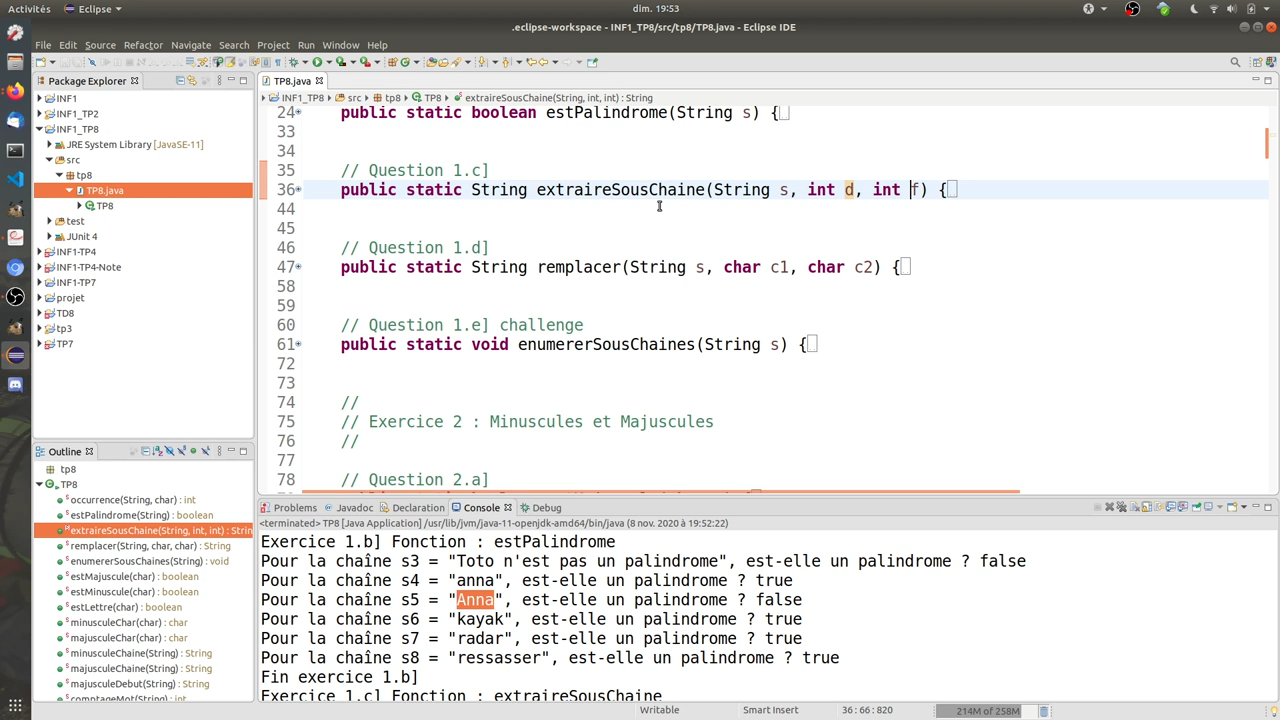 Activités
Eclipse
dim. 19:53
.eclipse-workspace - INF1_TP8/src/tp8/TP8.java - Eclipse IDE
File Edit Source Refactor Navigate Search Project Run Window Help
Package Explorer
INF1
INF1_TP2
INF1_TP8
JRE System Library [JavaSE-11]
src
tp8
TP8.java
TP8
test
JUnit 4
INF1-TP4
INF1-TP4-Note
INF1-TP7
projet
TD8
tp3
TP7
Outline
tp8
TP8
occurrence(String, char) : int
estPalindrome(String) : boolean
extraireSousChaine(String, int, int) : Strin
remplacer(String, char, char) : String
enumererSousChaines(String) : void
estMajuscule(char) : boolean
estMinuscule(char) : boolean
estLettre(char) : boolean
minusculeChar(char) : char
majusculeChar(char) : char
minusculeChaine(String) : String
majusculeChaine(String) : String
majusculeDebut(String) : String
comptageMot(String) : int
TP8.java
INF1_TP8 src tp8 TP8 extraireSousChaine(String, int, int) : String
24 public static boolean estPalindrome(String s) {
33
34
35 // Question 1.c]
36 public static String extraireSousChaine(String s, int d, int f) {
44
45
46 // Question 1.d]
47 public static String remplacer(String s, char c1, char c2) {
58
59
60 // Question 1.e] challenge
61 public static void enumererSousChaines(String s) {
72
73
74 //
75 // Exercice 2 : Minuscules et Majuscules
76 //
77
78 // Question 2.a]
Problems Javadoc Declaration Console Debug
<terminated> TP8 [Java Application] /usr/lib/jvm/java-11-openjdk-amd64/bin/java (8 nov. 2020 à 19:52:22)
Exercice 1.b] Fonction : estPalindrome
Pour la chaîne s3 = "Toto n'est pas un palindrome", est-elle un palindrome ? false
Pour la chaîne s4 = "anna", est-elle un palindrome ? true
Pour la chaîne s5 = "Anna", est-elle un palindrome ? false
Pour la chaîne s6 = "kayak", est-elle un palindrome ? true
Pour la chaîne s7 = "radar", est-elle un palindrome ? true
Pour la chaîne s8 = "ressasser", est-elle un palindrome ? true
Fin exercice 1.b]
Exercice 1.c] Fonction : extraireSousChaine
Writable
Smart Insert
36 : 66 : 820
214M of 258M